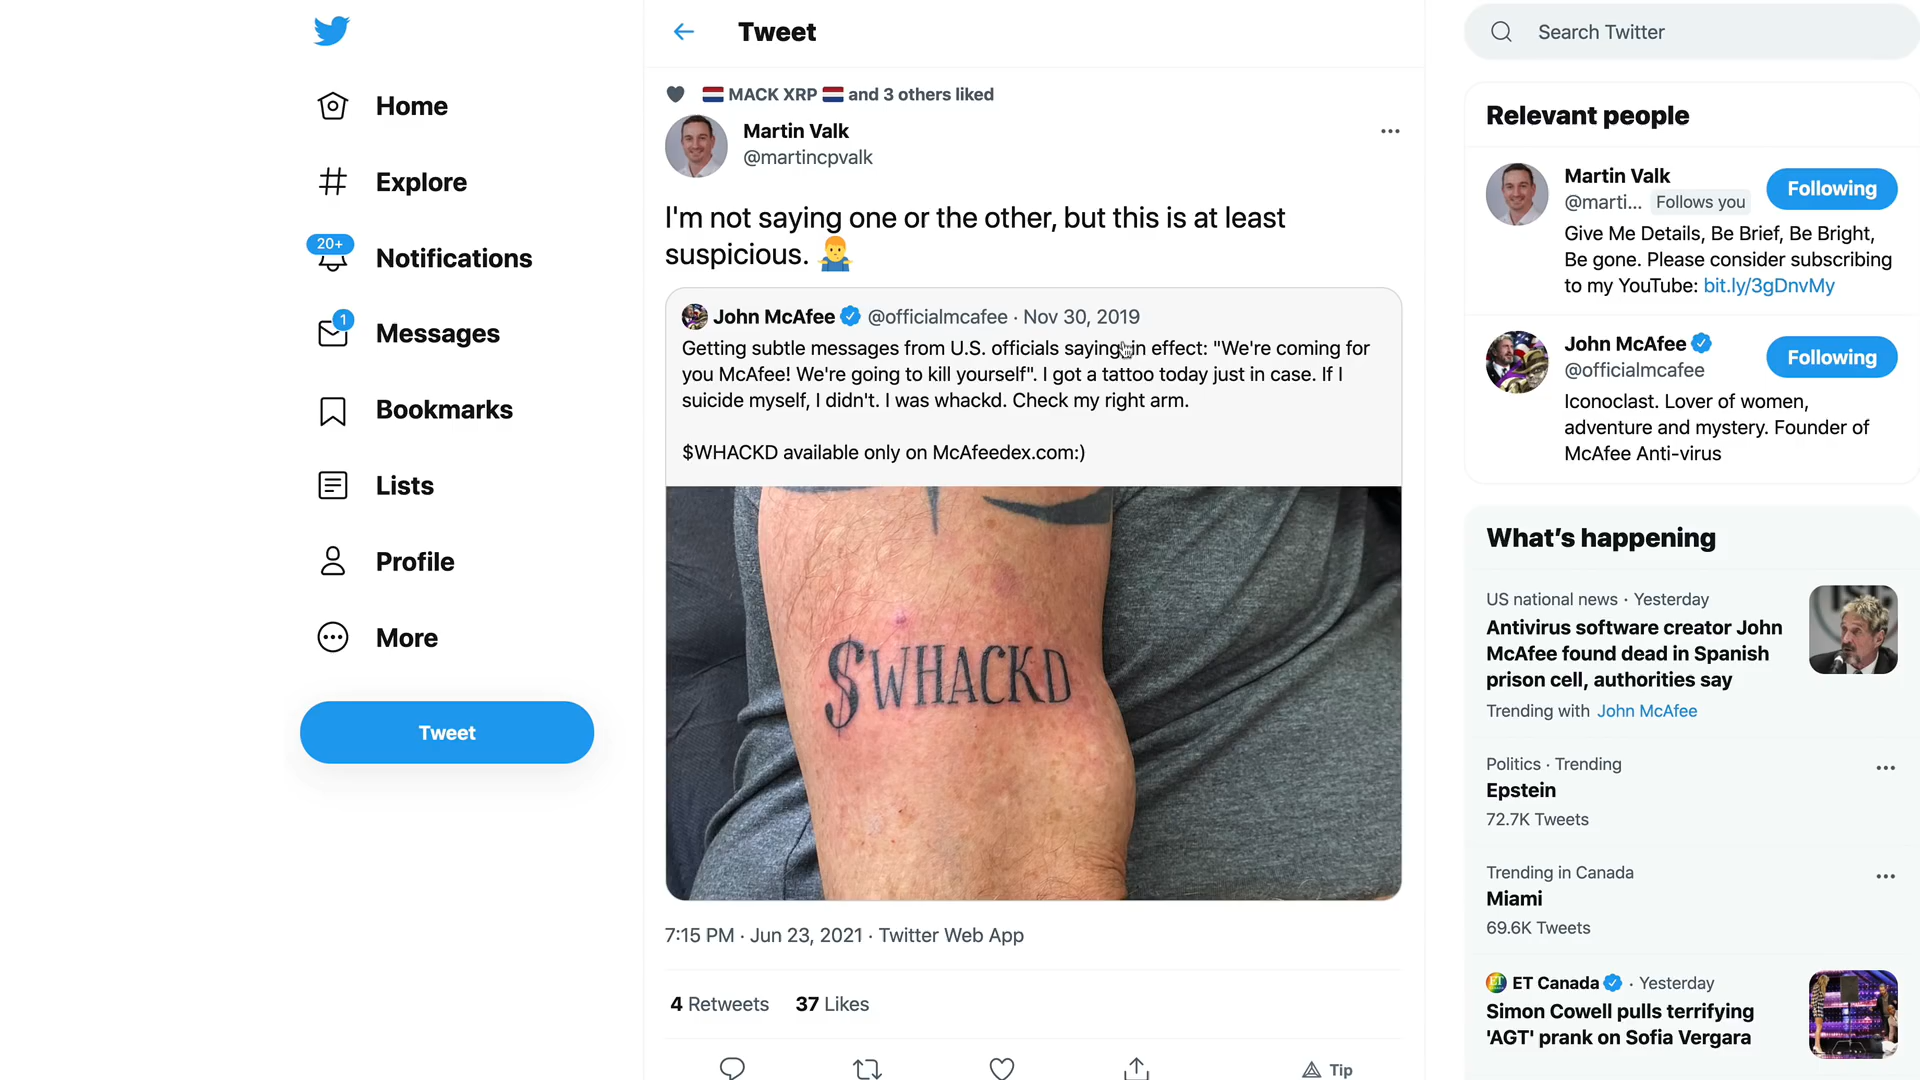 Home
Explore
20+
Notifications
1
Messages
Bookmarks
Lists
Profile
More
Tweet
Tweet
MACK XRP and 3 others liked
Martin Valk
@martincpvalk
I'm not saying one or the other, but this is at least
suspicious.
John McAfee @officialmcafee · Nov 30, 2019
Getting subtle messages from U.S. officials saying, in effect: "We're coming for
you McAfee! We're going to kill yourself". I got a tattoo today just in case. If I
suicide myself, I didn't. I was whackd. Check my right arm.
$WHACKD available only on McAfeedex.com:)
$WHACKD
7:15 PM · Jun 23, 2021 · Twitter Web App
4 Retweets 37 Likes
Tip
Search Twitter
Relevant people
Martin Valk
@marti... Follows you
Following
Give Me Details, Be Brief, Be Bright,
Be gone. Please consider subscribing
to my YouTube: bit.ly/3gDnvMy
John McAfee
@officialmcafee
Following
Iconoclast. Lover of women,
adventure and mystery. Founder of
McAfee Anti-virus
What's happening
US national news · Yesterday
Antivirus software creator John
McAfee found dead in Spanish
prison cell, authorities say
Trending with John McAfee
Politics · Trending
Epstein
72.7K Tweets
Trending in Canada
Miami
69.6K Tweets
ET Canada · Yesterday
Simon Cowell pulls terrifying
'AGT' prank on Sofia Vergara